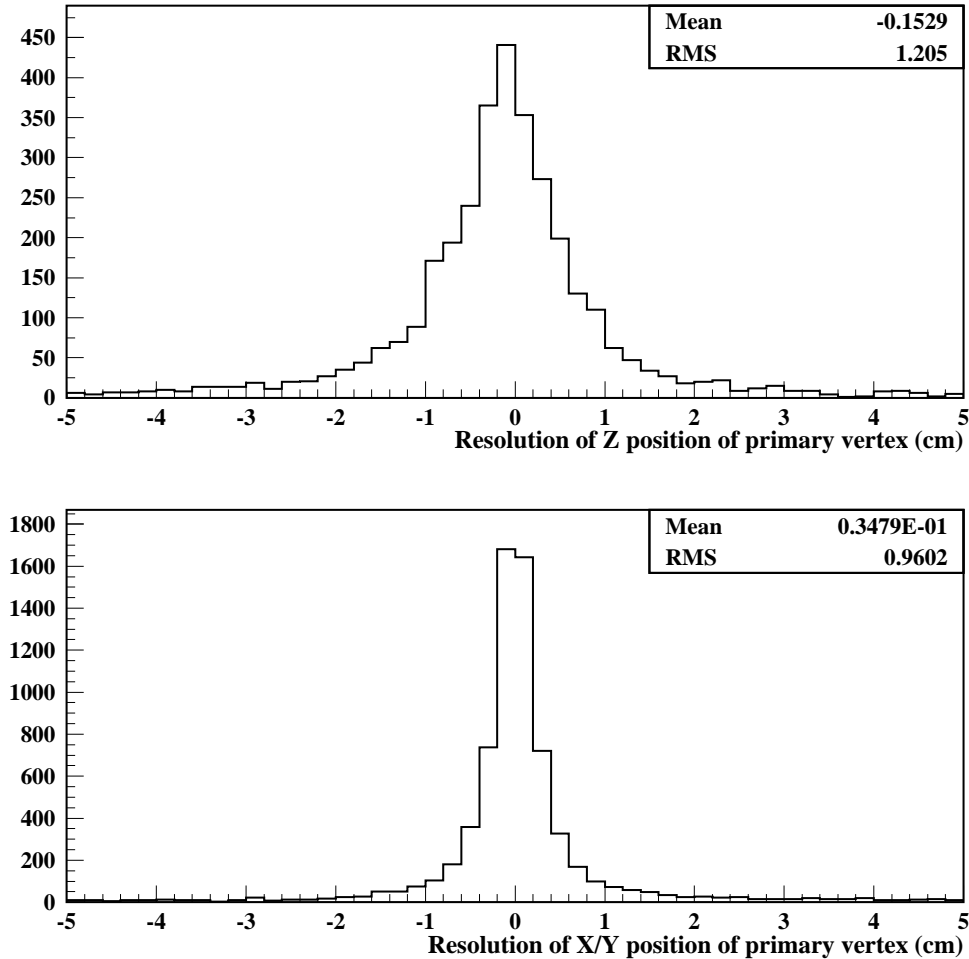 Mean -0.1529
RMS 1.205
450
400
350
300
250
200
150
100
50
0
-5 -4 -3 -2 -1 0 1 2 3 4 5
Resolution of Z position of primary vertex (cm)
Mean 0.3479E-01
RMS 0.9602
1800
1600
1400
1200
1000
800
600
400
200
0
-5 -4 -3 -2 -1 0 1 2 3 4 5
Resolution of X/Y position of primary vertex (cm)